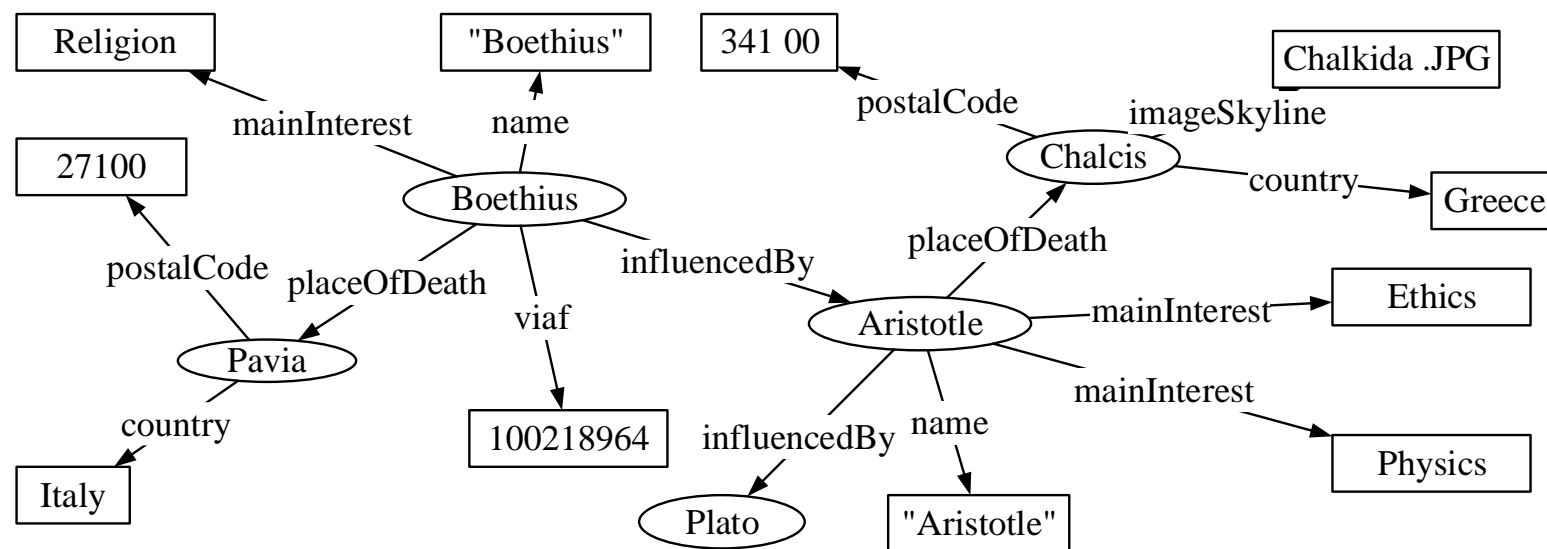 Religion
"Boethius"
341 00
Chalkida .JPG
postalCode
imageSkyline
mainInterest
name
27100
Chalcis
country
Boethius
Greece
placeOfDeath
influencedBy
postalCode
placeOfDeath
Ethics
mainInterest
viaf
Aristotle
Pavia
mainInterest
country
influencedBy
name
100218964
Physics
Italy
Plato
"Aristotle"